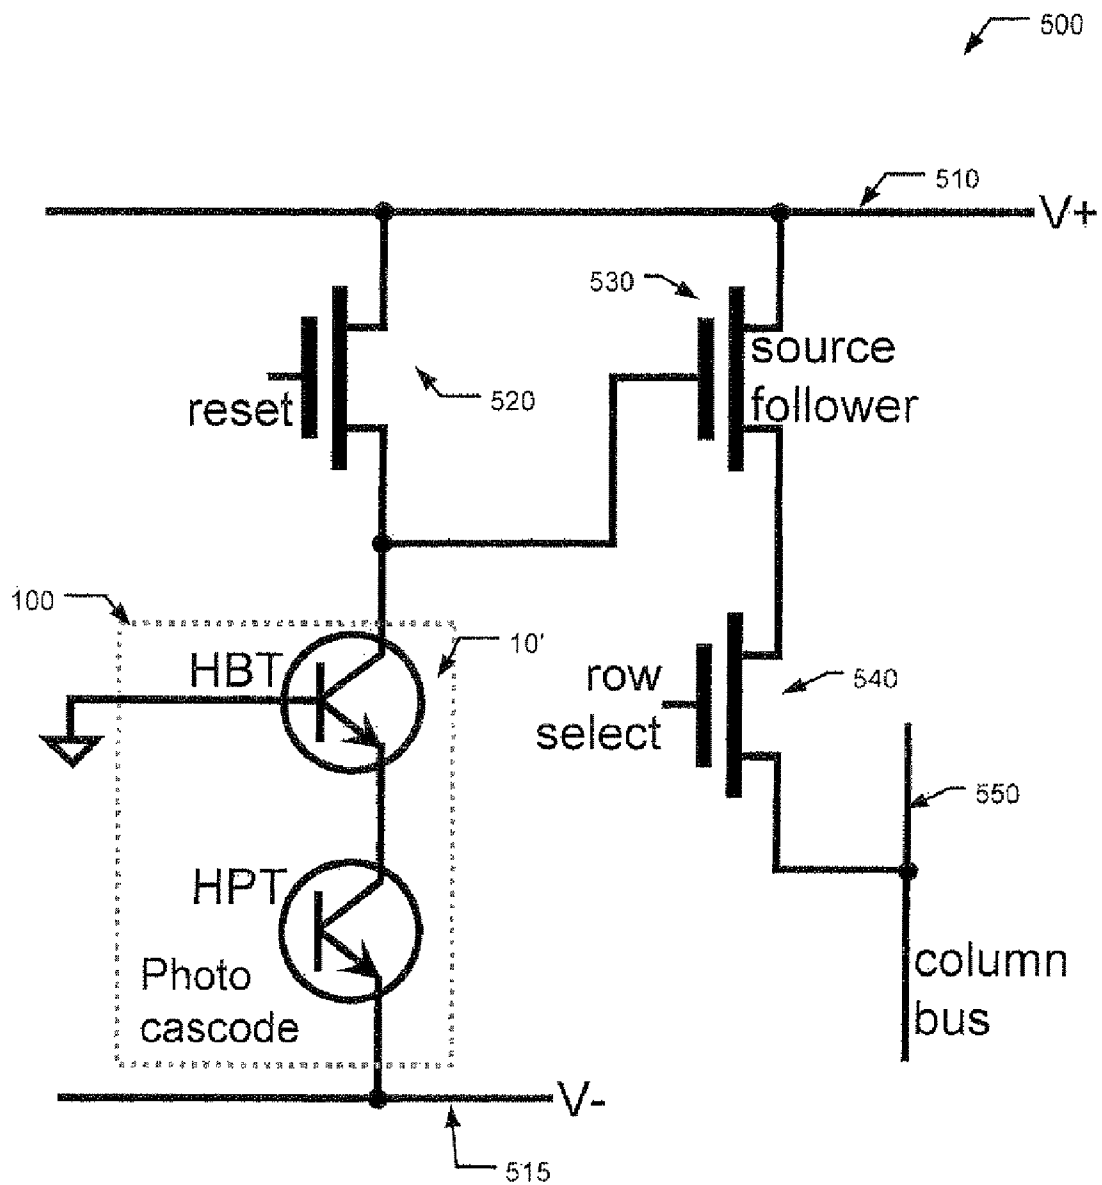 500
510
V+
530
source
follower
520
reset
100
10'
HBT
row
select
540
550
HPT
Photo
cascode
column
bus
V-
515